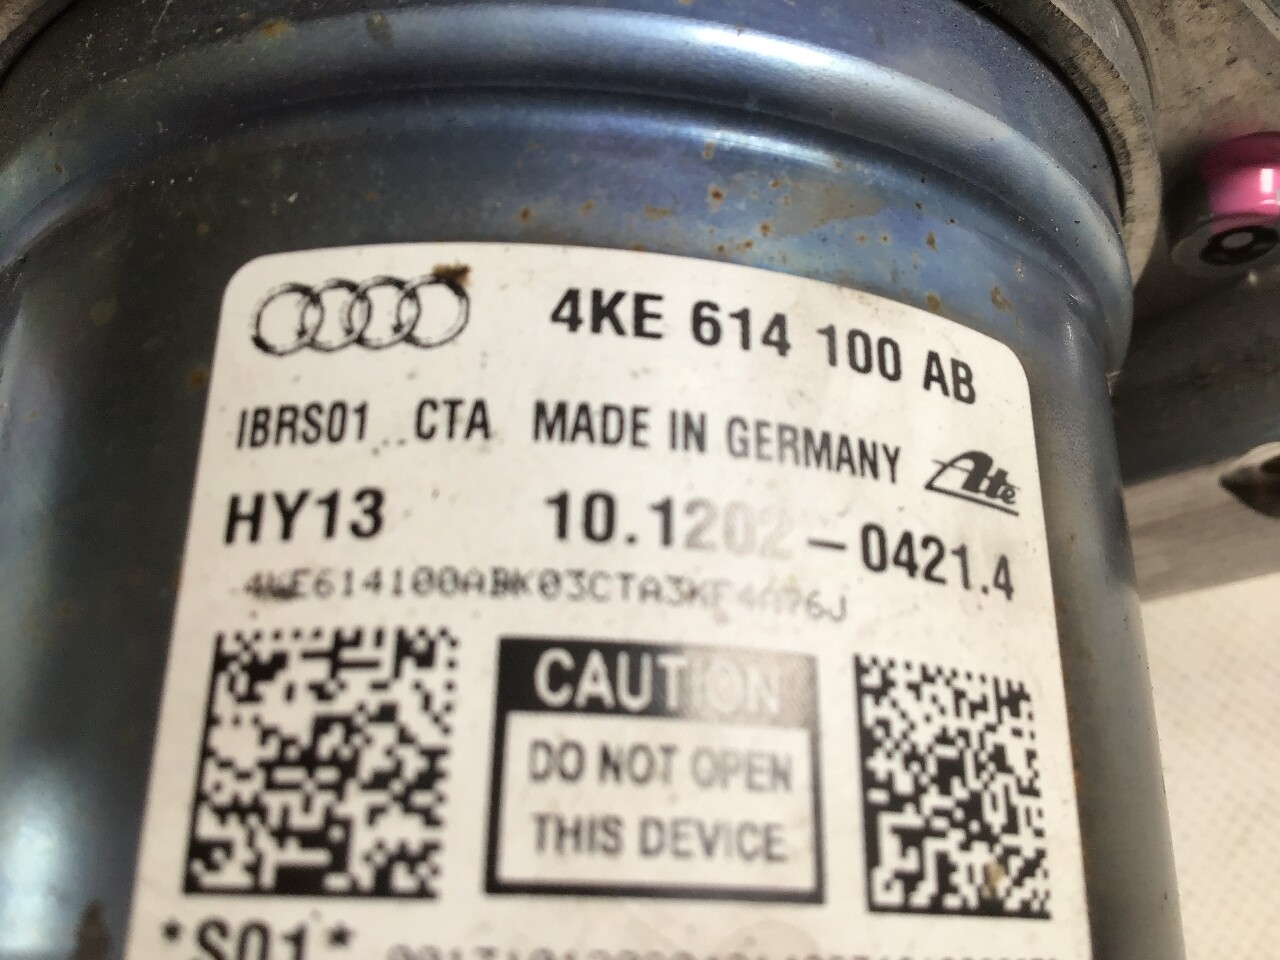 4KE 614 100 AB
IBRS01 CTA MADE IN GERMANY Ate
HY13 10.1202-0421.4
CAUTION
DO NOT OPEN
THIS DEVICE
*S01*